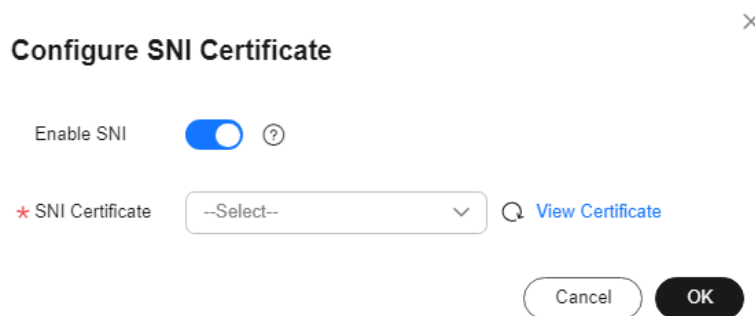 Configure SNI Certificate
Enable SNI ?
* SNI Certificate --Select-- View Certificate
Cancel OK